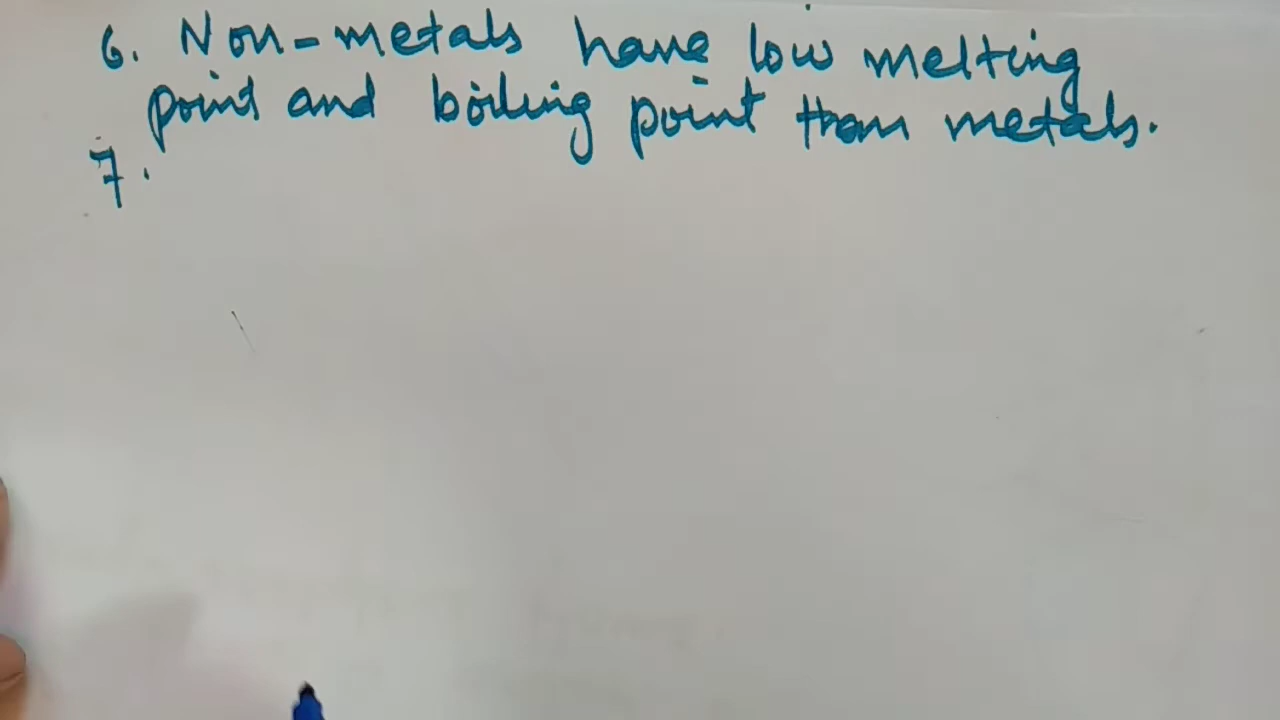 6. Non-metals have low melting
point and boiling point than metals.
7.